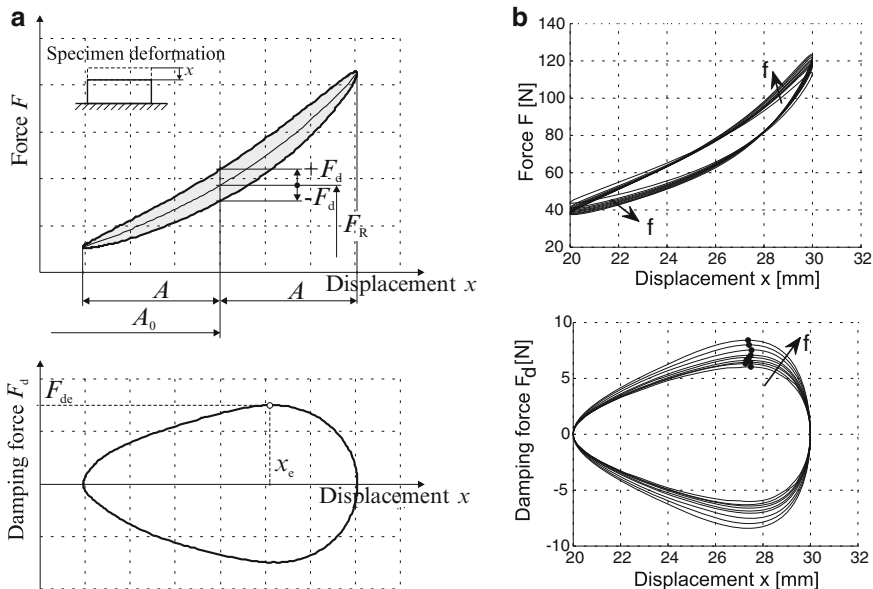 a
Specimen deformation
x
Force F
+F_d
-F_d
F_R
Displacement x
A
A
A_0
Damping force F_d
F_de
x_e
Displacement x
b
Force F [N]
140
120
100
80
60
40
20
f
f
20 22 24 26 28 30 32
Displacement x [mm]
Damping force F_d[N]
10
5
0
-5
-10
f
20 22 24 26 28 30 32
Displacement x [mm]